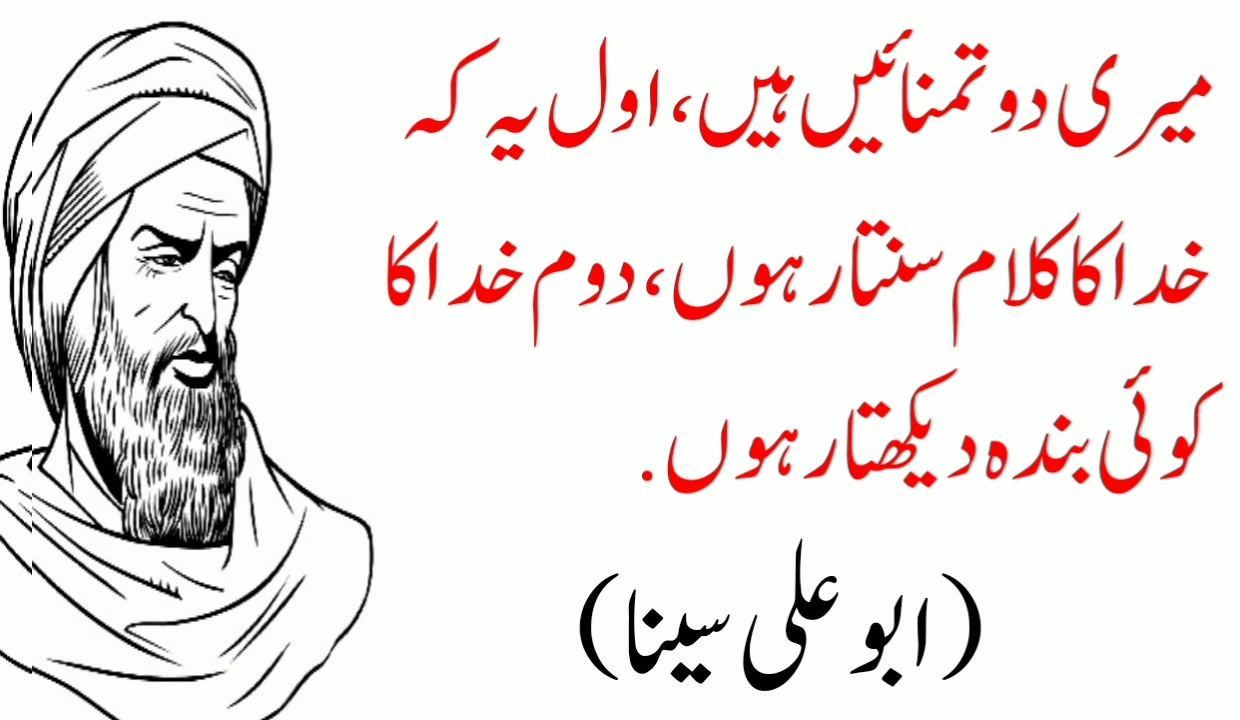 میری دو تمنائیں ہیں، اول یہ کہ
خدا کا کلام سنتا رہوں، دوم خدا کا
کوئی بندہ دیکھتا رہوں.
(ابو علی سینا)